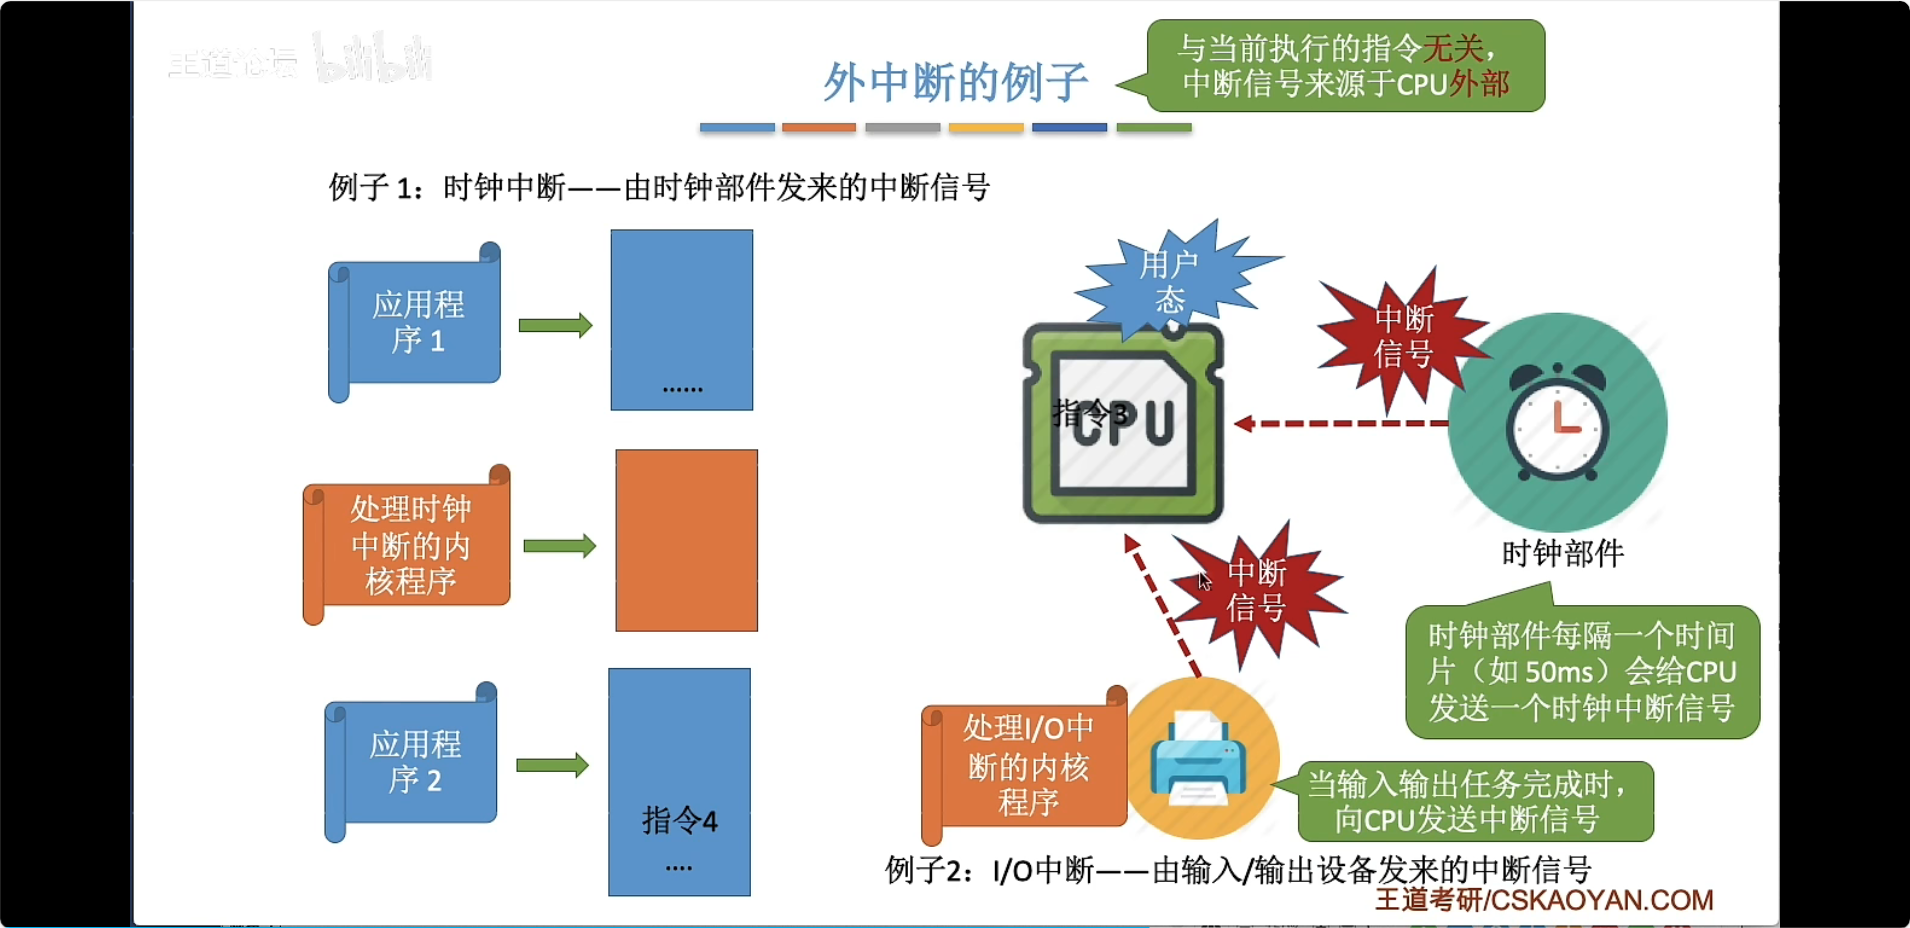 王道论坛 bilibili
外中断的例子
与当前执行的指令无关，
中断信号来源于CPU外部
例子 1：时钟中断——由时钟部件发来的中断信号
应用程
序 1
......
用户
态
中断
信号
指令3
CPU
时钟部件
处理时钟
中断的内
核程序
中断
信号
时钟部件每隔一个时间
片（如 50ms）会给CPU
发送一个时钟中断信号
应用程
序 2
指令4
....
处理I/O中
断的内核
程序
当输入输出任务完成时，
向CPU发送中断信号
例子2：I/O中断——由输入/输出设备发来的中断信号
王道考研/CSKAOYAN.COM